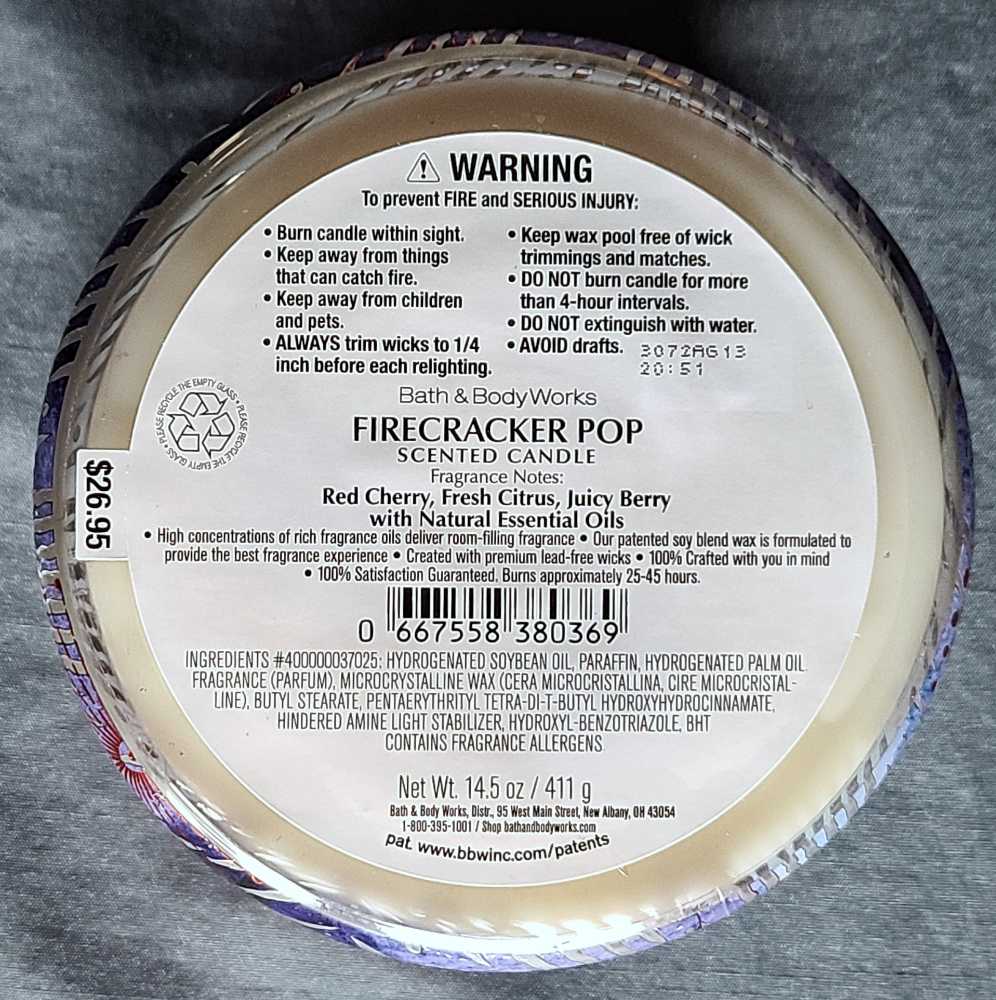 ⚠ WARNING
To prevent FIRE and SERIOUS INJURY:
• Burn candle within sight.
• Keep away from things
that can catch fire.
• Keep away from children
and pets.
• ALWAYS trim wicks to 1/4
inch before each relighting.
• Keep wax pool free of wick
trimmings and matches.
• DO NOT burn candle for more
than 4-hour intervals.
• DO NOT extinguish with water.
• AVOID drafts.
3072AG13
20:51
PLEASE RECYCLE THE EMPTY GLASS • PLEASE RECYCLE THE EMPTY GLASS •
$26.95
Bath & Body Works
FIRECRACKER POP
SCENTED CANDLE
Fragrance Notes:
Red Cherry, Fresh Citrus, Juicy Berry
with Natural Essential Oils
• High concentrations of rich fragrance oils deliver room-filling fragrance • Our patented soy blend wax is formulated to
provide the best fragrance experience • Created with premium lead-free wicks • 100% Crafted with you in mind
• 100% Satisfaction Guaranteed. Burns approximately 25-45 hours.
0 667558 380369
INGREDIENTS #400000037025: HYDROGENATED SOYBEAN OIL, PARAFFIN, HYDROGENATED PALM OIL.
FRAGRANCE (PARFUM), MICROCRYSTALLINE WAX (CERA MICROCRISTALLINA, CIRE MICROCRISTAL-
LINE), BUTYL STEARATE, PENTAERYTHRITYL TETRA-DI-T-BUTYL HYDROXYHYDROCINNAMATE,
HINDERED AMINE LIGHT STABILIZER, HYDROXYL-BENZOTRIAZOLE, BHT
CONTAINS FRAGRANCE ALLERGENS
Net Wt. 14.5 oz / 411 g
Bath & Body Works, Distr., 95 West Main Street, New Albany, OH 43054
1-800-395-1001 / Shop bathandbodyworks.com
pat. www.bbwinc.com/patents